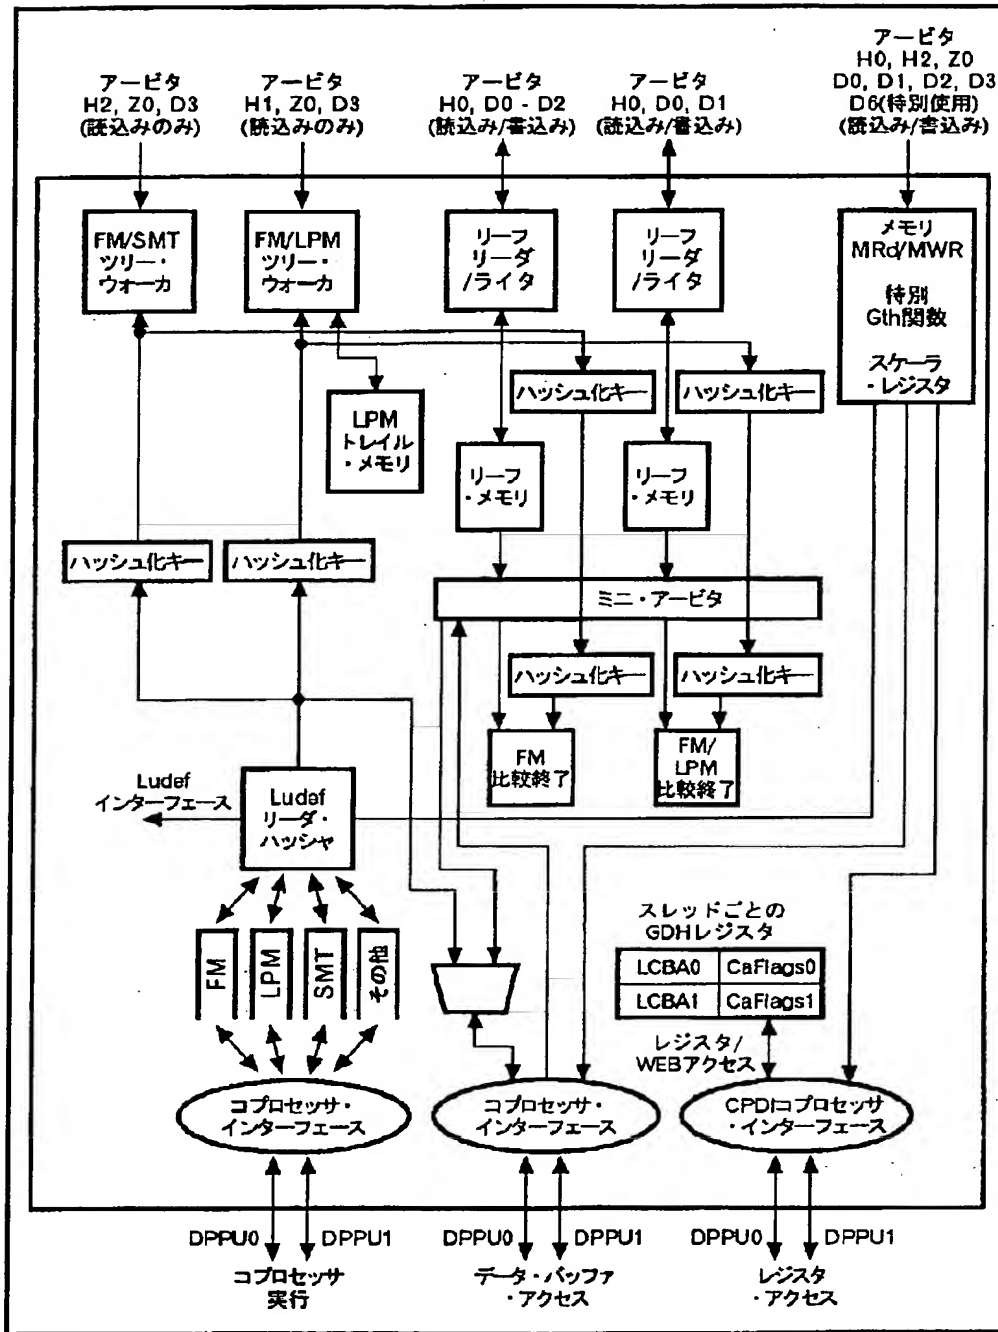 アービタ
H2, Z0, D3
(読込みのみ)
アービタ
H1, Z0, D3
(読込みのみ)
アービタ
H0, D0 - D2
(読込み/書込み)
アービタ
H0, D0, D1
(読込み/書込み)
アービタ
H0, H2, Z0
D0, D1, D2, D3
D6(特別使用)
(読込み/書込み)
FM/SMT
ツリー・
ウォーカ
FM/LPM
ツリー・
ウォーカ
リーフ
リーダ
/ライタ
リーフ
リーダ
/ライタ
メモリ
MRd/MWR
特別
Gth関数
スケーラ
・レジスタ
LPM
トレイル
・メモリ
ハッシュ化キー
ハッシュ化キー
リーフ
・メモリ
リーフ
・メモリ
ハッシュ化キー
ハッシュ化キー
ミニ・アービタ
ハッシュ化キー
ハッシュ化キー
FM
比較終了
FM/
LPM
比較終了
Ludef
インターフェース
Ludef
リーダ・
ハッシャ
FM
LPM
SMT
その他
スレッドごとの
GDHレジスタ
LCBA0
CaFlags0
LCBA1
CaFlags1
レジスタ/
WEBアクセス
コプロセッサ・
インターフェース
コプロセッサ・
インターフェース
CPDIコプロセッサ
・インターフェース
DPPU0
DPPU1
コプロセッサ
実行
DPPU0
DPPU1
データ・バッファ
・アクセス
DPPU0
DPPU1
レジスタ
・アクセス